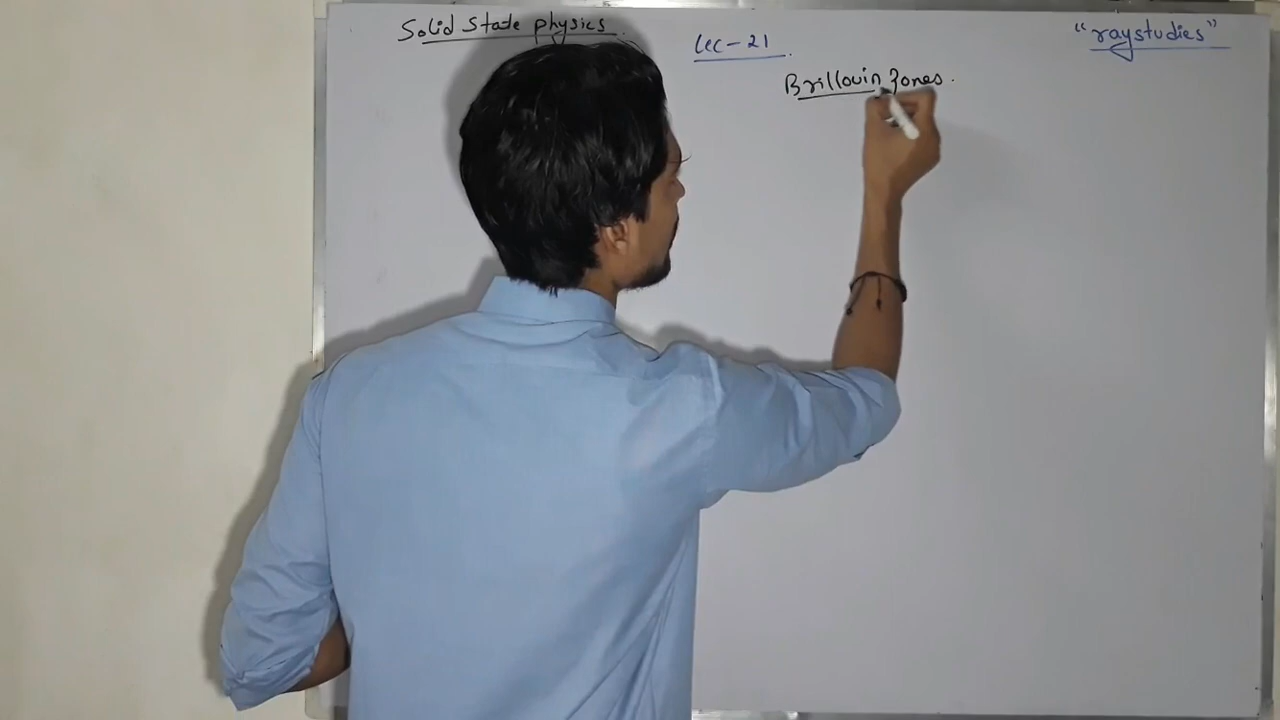 Solid State physics.
Lec-21.
"raystudies"
Brillouin Zones.